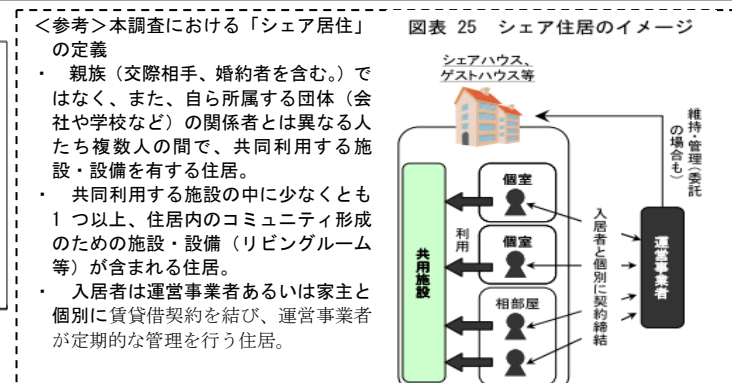 ＜参考＞本調査における「シェア居住」
の定義
・ 親族（交際相手、婚約者を含む。）で
はなく、また、自ら所属する団体（会
社や学校など）の関係者とは異なる人
たち複数人の間で、共同利用する施
設・設備を有する住居。
・ 共同利用する施設の中に少なくとも
1 つ以上、住居内のコミュニティ形成
のための施設・設備（リビングルーム
等）が含まれる住居。
・ 入居者は運営事業者あるいは家主と
個別に賃貸借契約を結び、運営事業者
が定期的な管理を行う住居。
図表 25 シェア住居のイメージ
シェアハウス、
ゲストハウス等
維持・管理（委託
の場合も）
個室
利用
個室
共用施設
相部屋
入居者と個別に契約締結
運営事業者